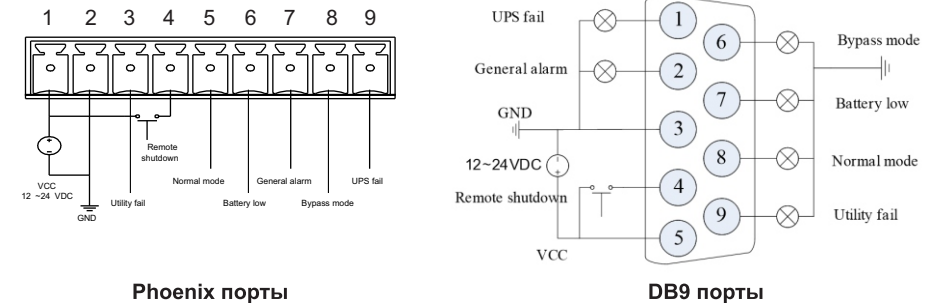 1 2 3 4 5 6 7 8 9
Remote
shutdown
VCC
12 ~24 VDC
GND
Utility fail
Normal mode
Battery low
General alarm
Bypass mode
UPS fail
Phoenix порты
UPS fail
1
6
Bypass mode
General alarm
2
7
Battery low
GND
3
12~24VDC
8
Normal mode
Remote shutdown
4
9
Utility fail
5
VCC
DB9 порты